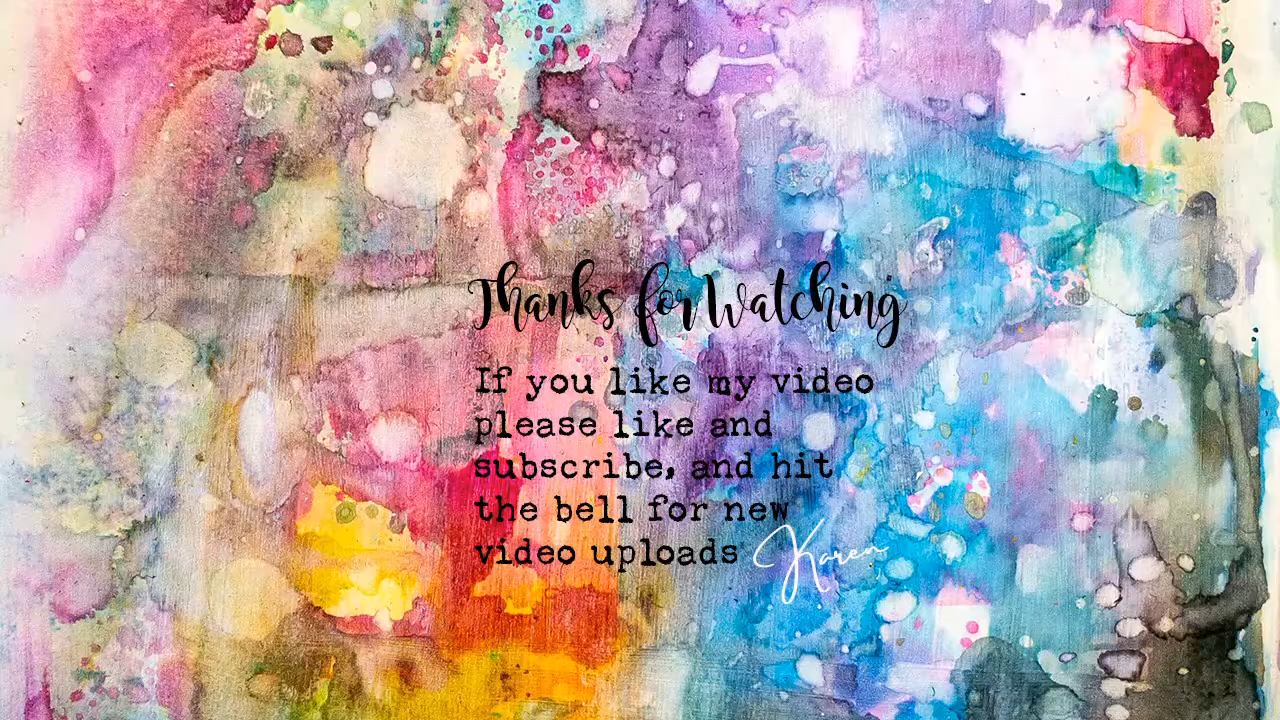 Thanks for Watching
If you like my video
please like and
subscribe, and hit
the bell for new
video uploads Karen